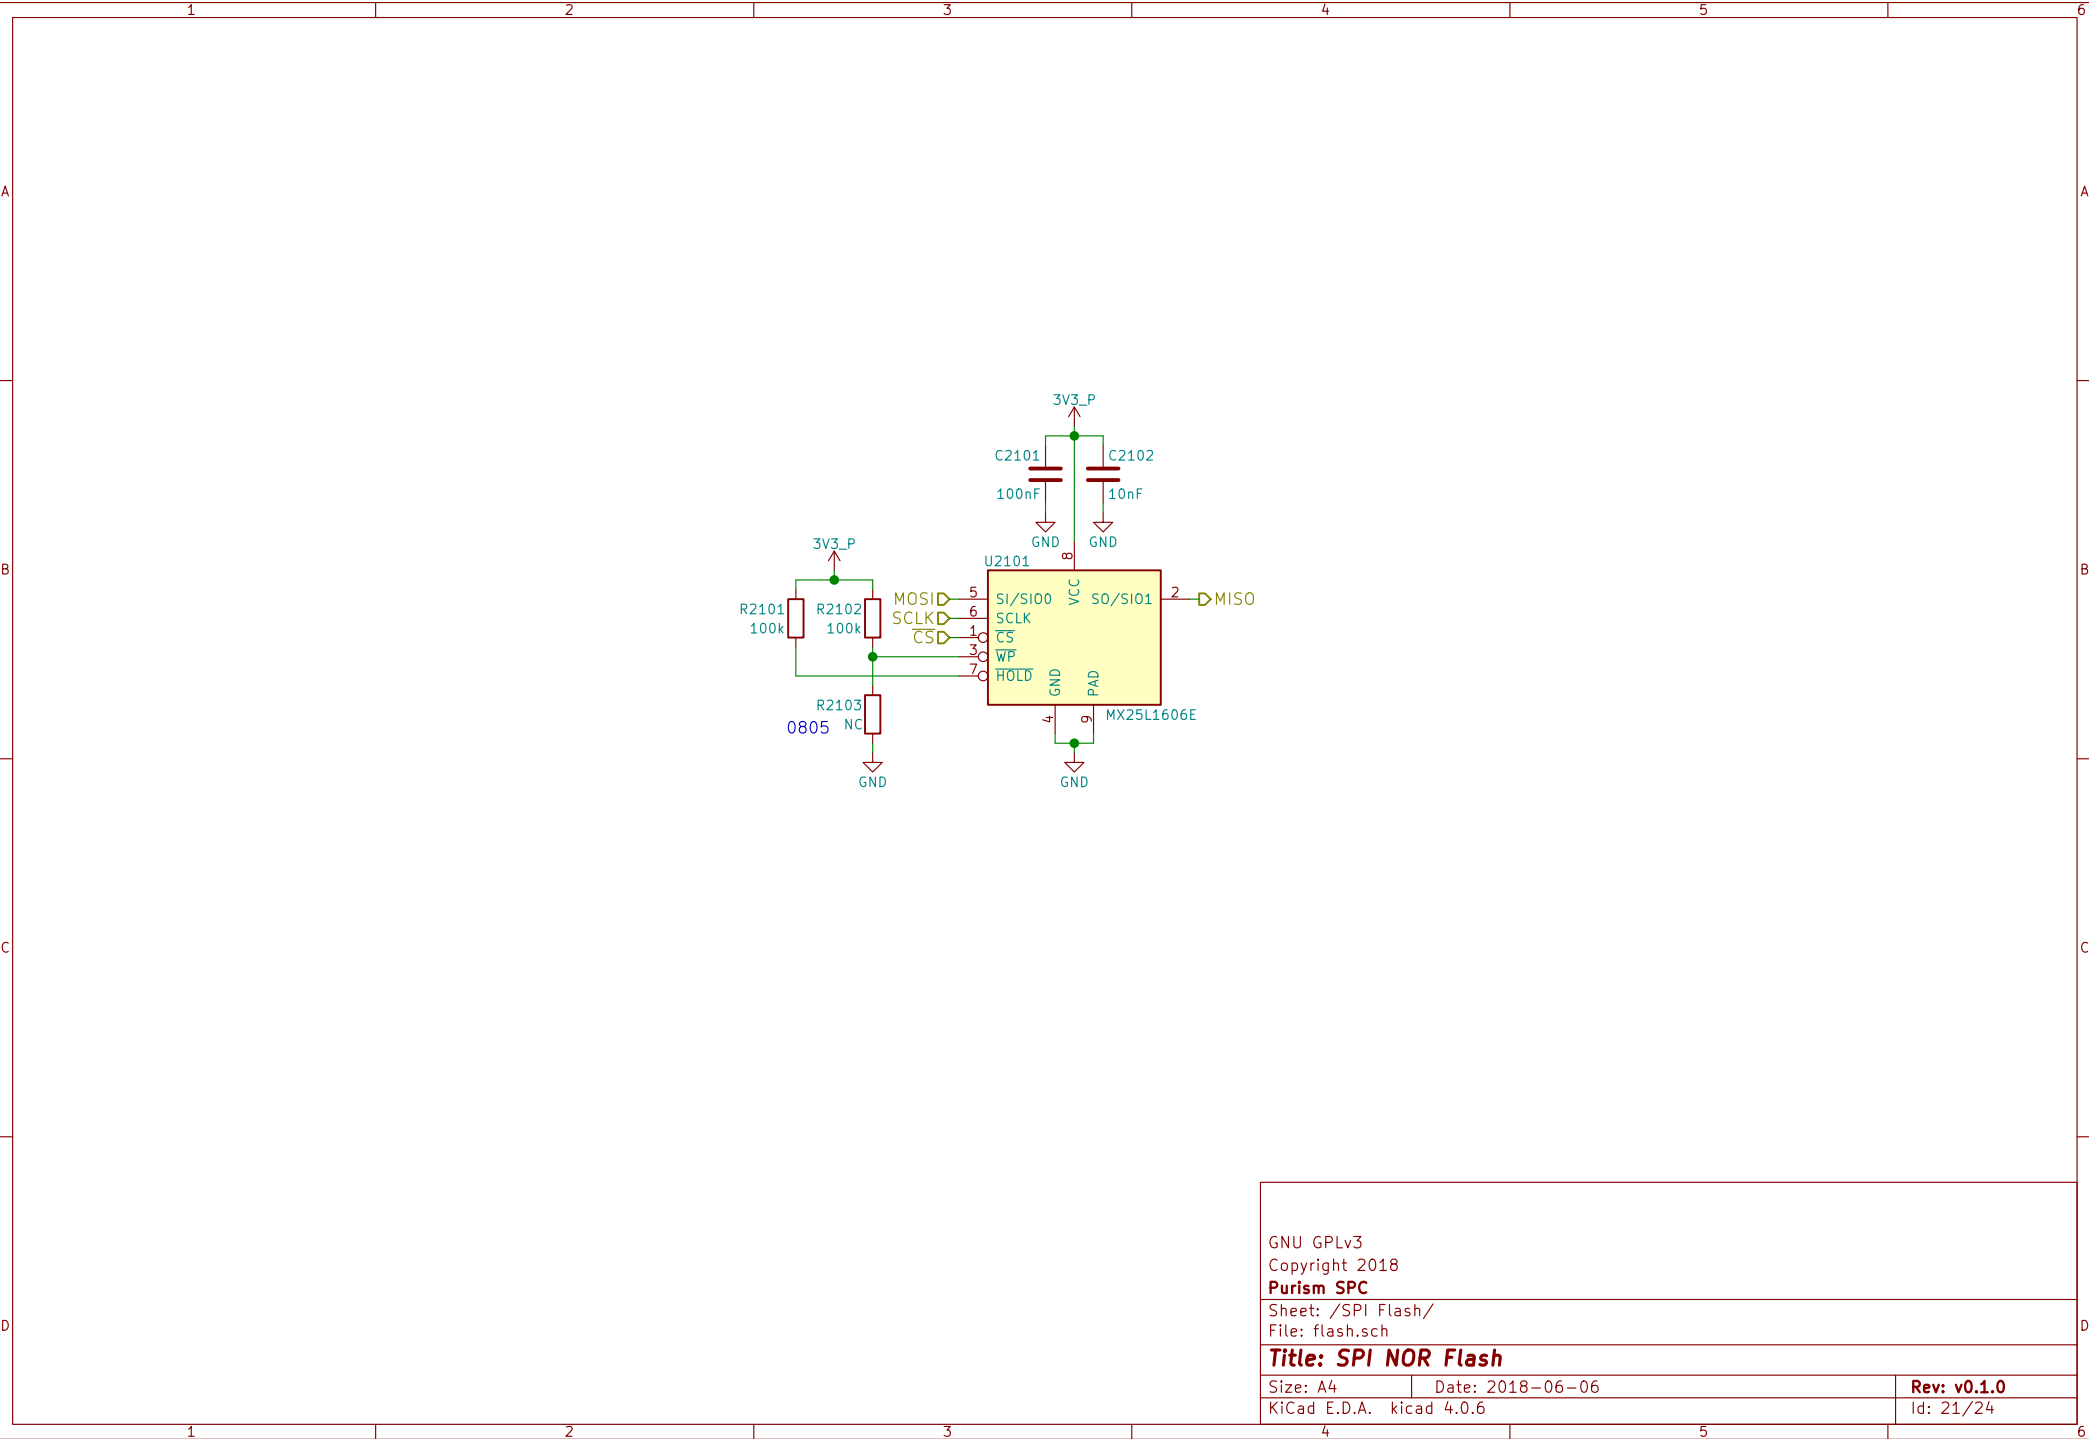 1 2 3 4 5 6
A A
3V3_P
C2101 C2102
100nF 10nF
GND GND
3V3_P
8
B B
U2101
VCC
MOSI 5 SI/SIO0 SO/SIO1 2 MISO
R2101 R2102
SCLK 6 SCLK
100k 100k
CS 1 CS
3 WP
7 HOLD
GND PAD
R2103
NC
0805
4 9
MX25L1606E
GND GND
C C
GNU GPLv3
Copyright 2018
Purism SPC
Sheet: /SPI Flash/
D D
File: flash.sch
Title: SPI NOR Flash
Size: A4 Date: 2018-06-06 Rev: v0.1.0
KiCad E.D.A. kicad 4.0.6 Id: 21/24
1 2 3 4 5 6